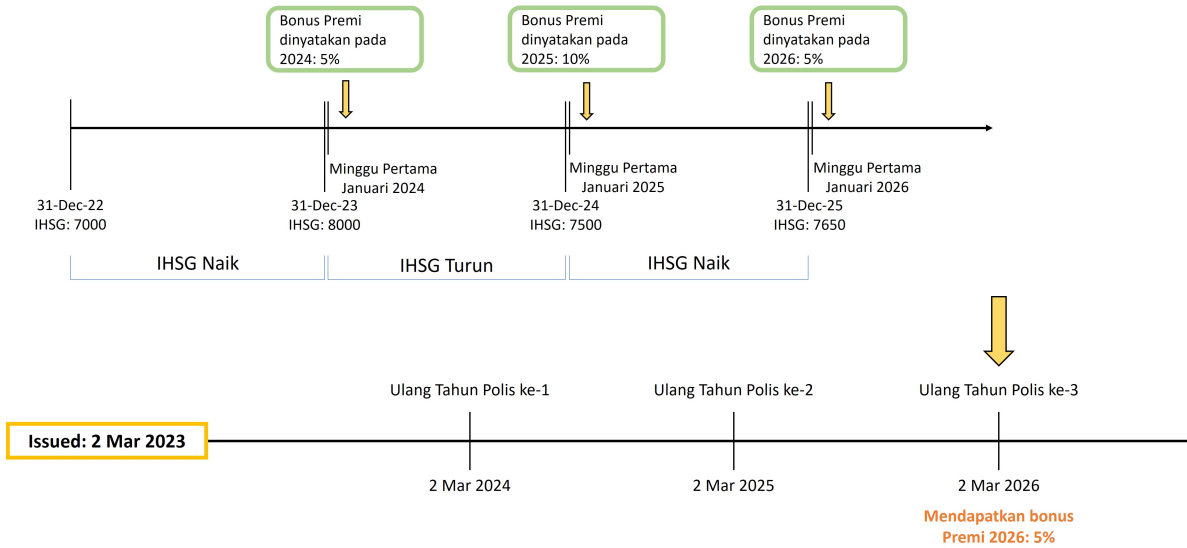 Bonus Premi
dinyatakan pada
2024: 5%
Bonus Premi
dinyatakan pada
2025: 10%
Bonus Premi
dinyatakan pada
2026: 5%
Minggu Pertama
Januari 2024
Minggu Pertama
Januari 2025
Minggu Pertama
Januari 2026
31-Dec-22
IHSG: 7000
31-Dec-23
IHSG: 8000
31-Dec-24
IHSG: 7500
31-Dec-25
IHSG: 7650
IHSG Naik
IHSG Turun
IHSG Naik
Ulang Tahun Polis ke-1
Ulang Tahun Polis ke-2
Ulang Tahun Polis ke-3
Issued: 2 Mar 2023
2 Mar 2024
2 Mar 2025
2 Mar 2026
Mendapatkan bonus
Premi 2026: 5%